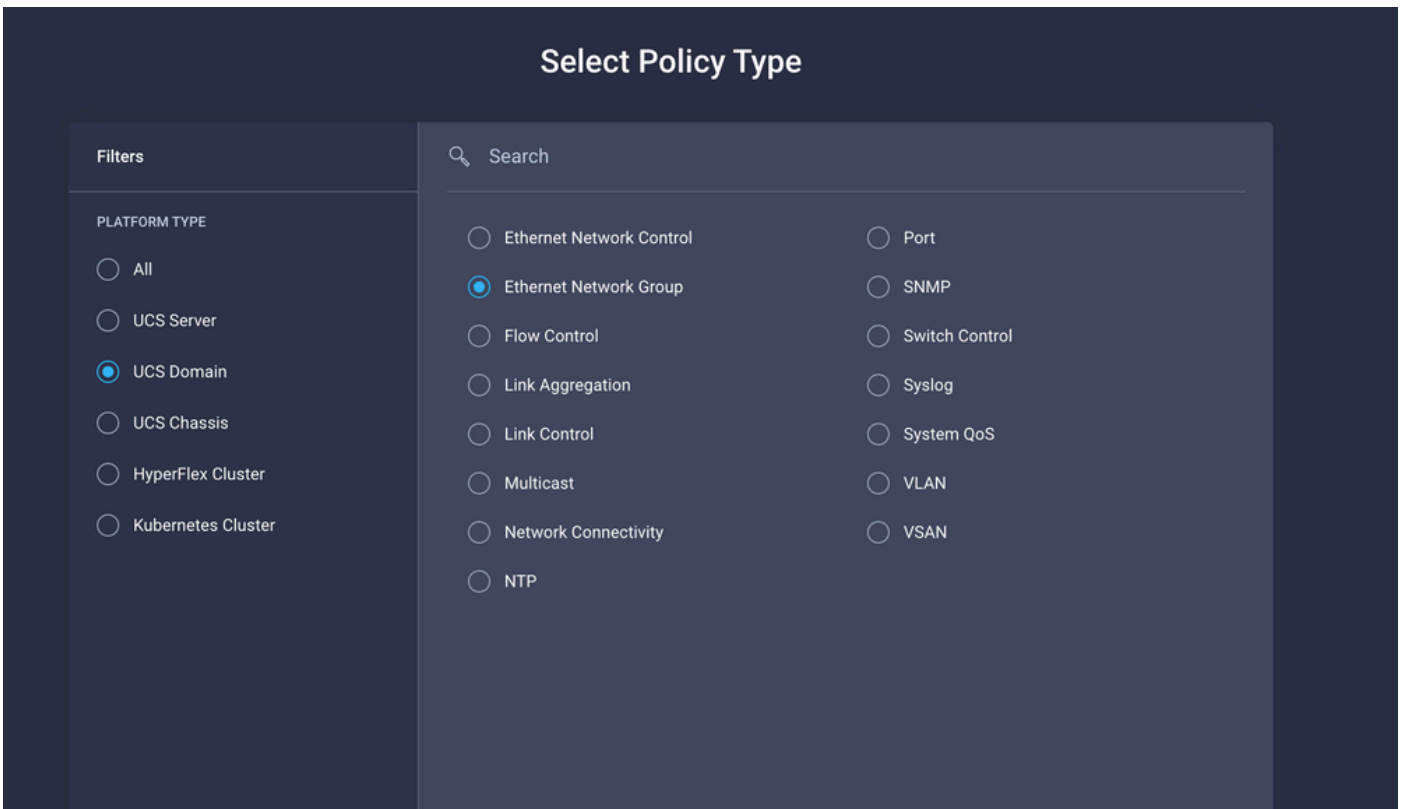 Select Policy Type
Filters
Search
PLATFORM TYPE
All
UCS Server
UCS Domain
UCS Chassis
HyperFlex Cluster
Kubernetes Cluster
Ethernet Network Control
Ethernet Network Group
Flow Control
Link Aggregation
Link Control
Multicast
Network Connectivity
NTP
Port
SNMP
Switch Control
Syslog
System QoS
VLAN
VSAN